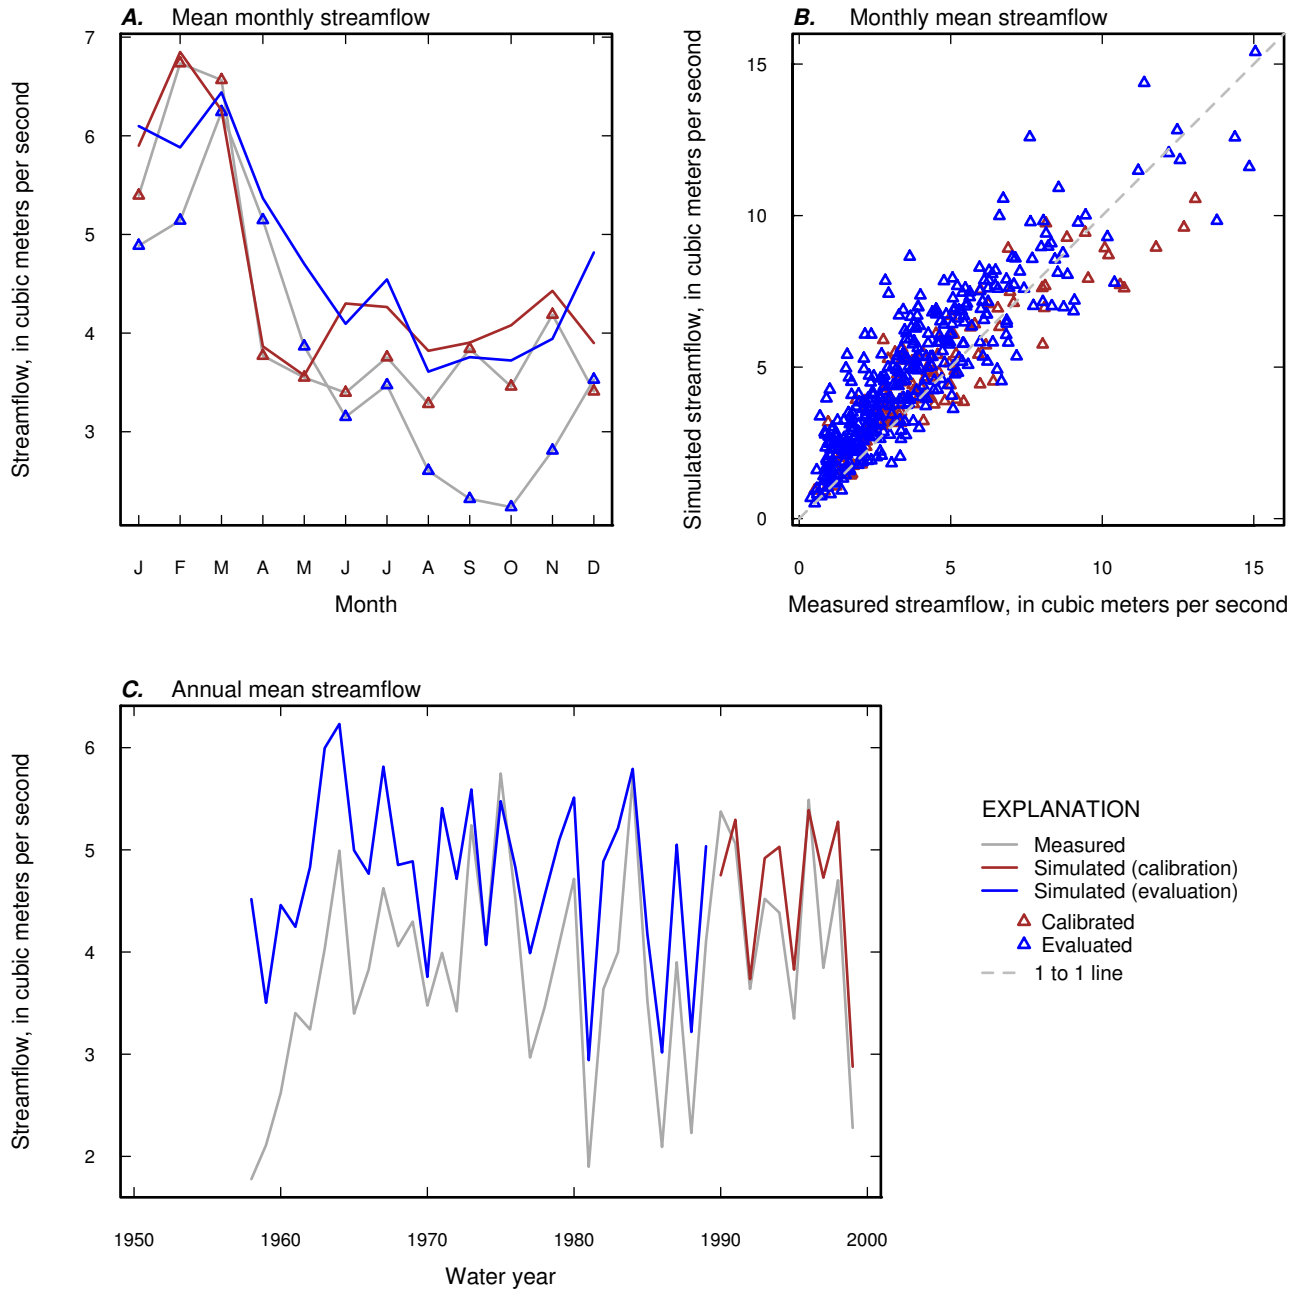 A. Mean monthly streamflow
7
6
5
4
3
Streamflow, in cubic meters per second
J F M A M J J A S O N D
Month
B. Monthly mean streamflow
15
10
5
0
Simulated streamflow, in cubic meters per second
0 5 10 15
Measured streamflow, in cubic meters per second
C. Annual mean streamflow
6
5
4
3
2
Streamflow, in cubic meters per second
1950 1960 1970 1980 1990 2000
Water year
EXPLANATION
Measured
Simulated (calibration)
Simulated (evaluation)
Calibrated
Evaluated
1 to 1 line